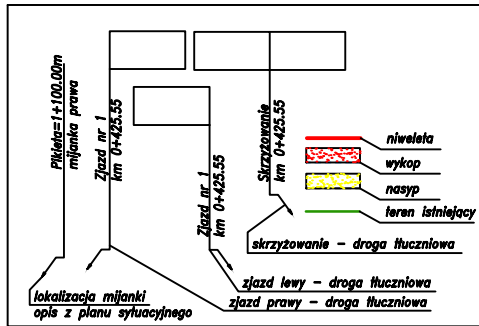 Pikieta=1+100.00m
mijanka prawa
Zjazd nr 1
km 0+425.55
Zjazd nr 1
km 0+425.55
Skrzyżowanie
km 0+425.55
niweleta
wykop
nasyp
teren istniejący
skrzyżowanie – droga tłuczniowa
zjazd lewy – droga tłuczniowa
zjazd prawy – droga tłuczniowa
lokalizacja mijanki
opis z planu sytuacyjnego